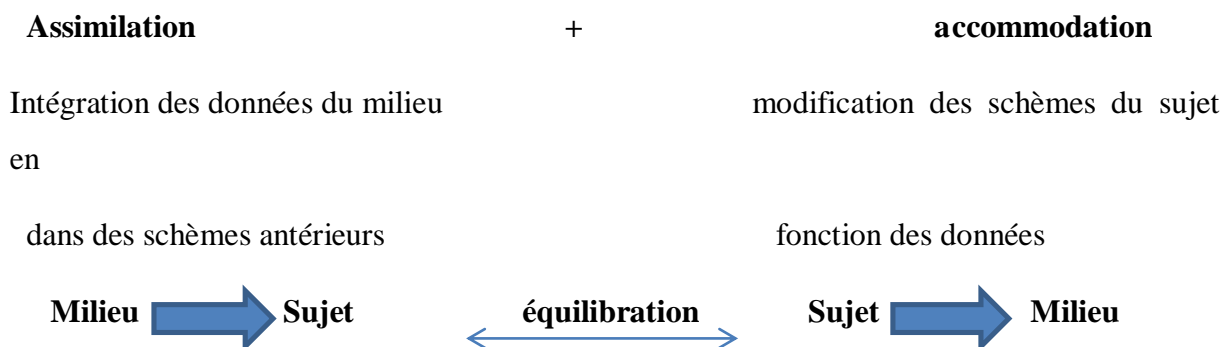 Assimilation + accommodation
Intégration des données du milieu modification des schèmes du sujet
en
dans des schèmes antérieurs fonction des données
Milieu Sujet équilibration Sujet Milieu